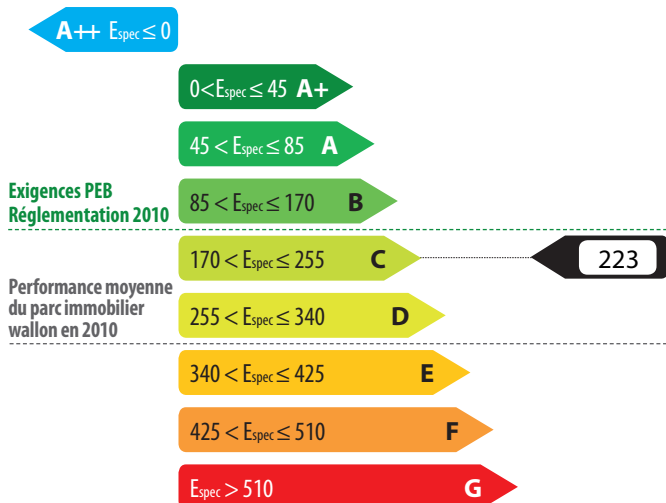 A++ Espec ≤ 0
0 < Espec ≤ 45 A+
45 < Espec ≤ 85 A
Exigences PEB
Réglementation 2010
85 < Espec ≤ 170 B
170 < Espec ≤ 255 C
223
Performance moyenne
du parc immobilier
wallon en 2010
255 < Espec ≤ 340 D
340 < Espec ≤ 425 E
425 < Espec ≤ 510 F
Espec > 510 G